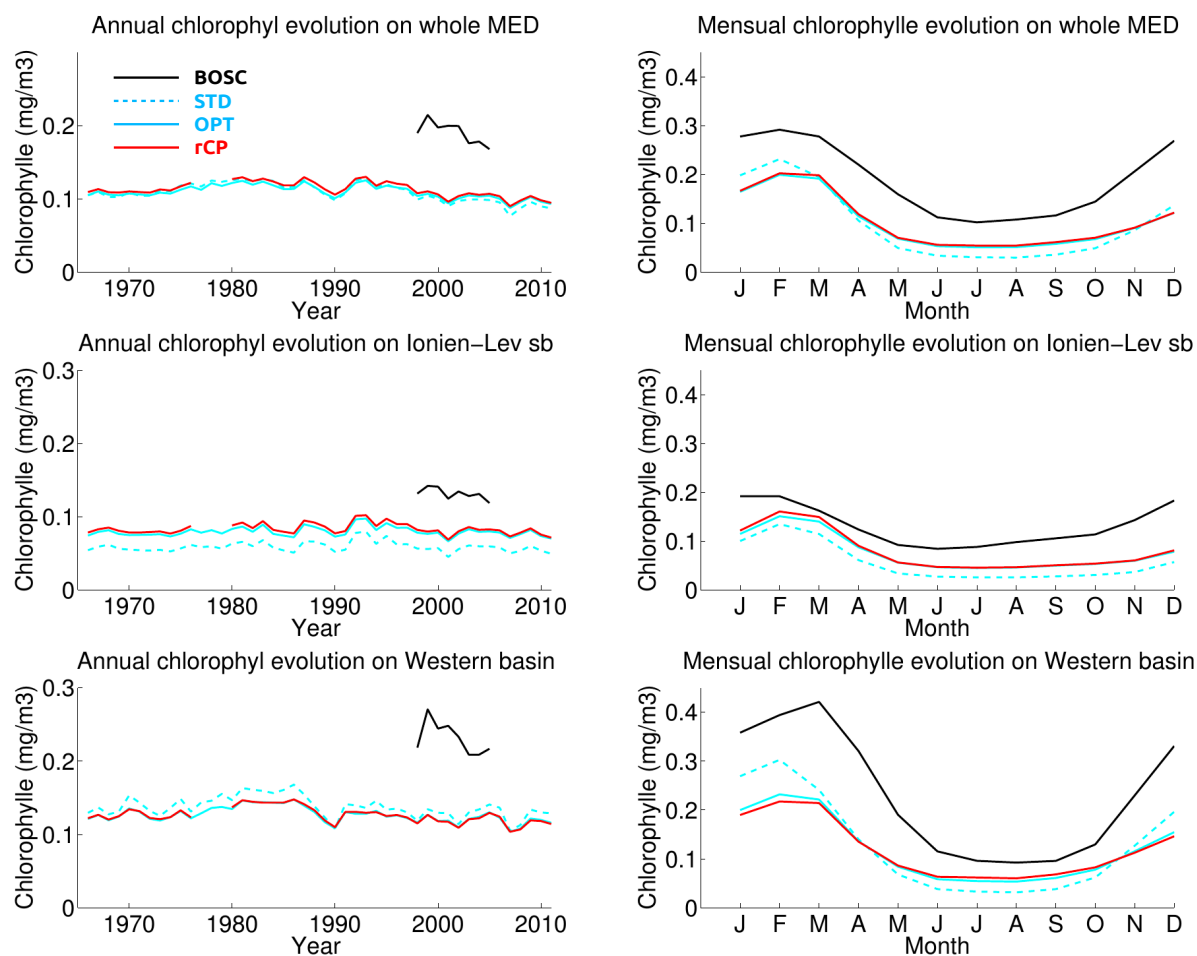 Annual chlorophyl evolution on whole MED
Chlorophylle (mg/m3)
0.2
0.1
0
BOSC
STD
OPT
rCP
1970 1980 1990 2000 2010
Year
Mensual chlorophylle evolution on whole MED
Chlorophylle (mg/m3)
0.4
0.3
0.2
0.1
0
J F M A M J J A S O N D
Month
Annual chlorophyl evolution on Ionien−Lev sb
Chlorophylle (mg/m3)
0.3
0.2
0.1
0
1970 1980 1990 2000 2010
Year
Mensual chlorophylle evolution on Ionien−Lev sb
Chlorophylle (mg/m3)
0.4
0.3
0.2
0.1
0
J F M A M J J A S O N D
Month
Annual chlorophyl evolution on Western basin
Chlorophylle (mg/m3)
0.3
0.2
0.1
0
1970 1980 1990 2000 2010
Year
Mensual chlorophylle evolution on Western basin
Chlorophylle (mg/m3)
0.4
0.3
0.2
0.1
0
J F M A M J J A S O N D
Month